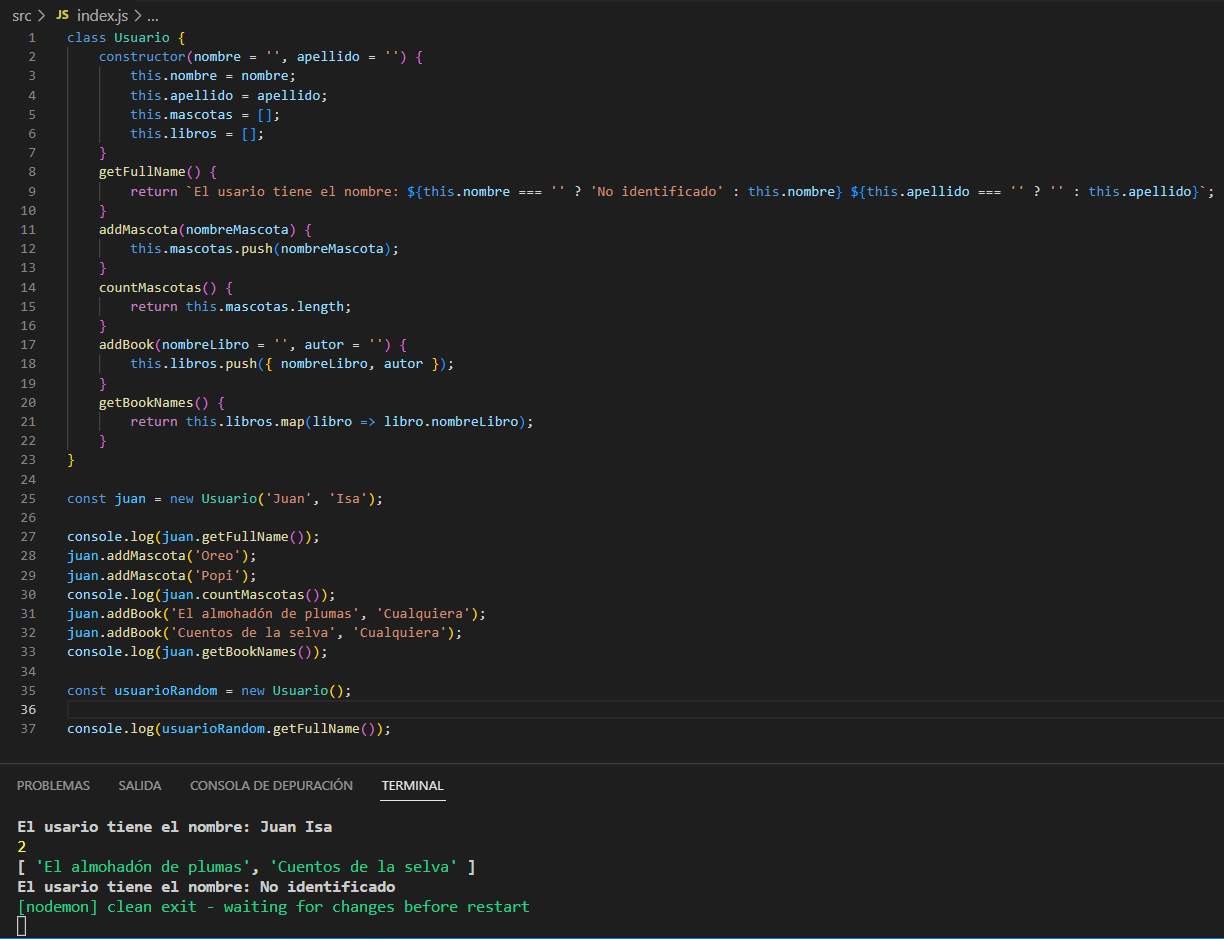 src > JS index.js > ...
1 class Usuario {
2     constructor(nombre = '', apellido = '') {
3         this.nombre = nombre;
4         this.apellido = apellido;
5         this.mascotas = [];
6         this.libros = [];
7     }
8     getFullName() {
9         return `El usario tiene el nombre: ${this.nombre === '' ? 'No identificado' : this.nombre} ${this.apellido === '' ? '' : this.apellido}`;
10     }
11     addMascota(nombreMascota) {
12         this.mascotas.push(nombreMascota);
13     }
14     countMascotas() {
15         return this.mascotas.length;
16     }
17     addBook(nombreLibro = '', autor = '') {
18         this.libros.push({ nombreLibro, autor });
19     }
20     getBookNames() {
21         return this.libros.map(libro => libro.nombreLibro);
22     }
23 }
24
25 const juan = new Usuario('Juan', 'Isa');
26
27 console.log(juan.getFullName());
28 juan.addMascota('Oreo');
29 juan.addMascota('Popi');
30 console.log(juan.countMascotas());
31 juan.addBook('El almohadón de plumas', 'Cualquiera');
32 juan.addBook('Cuentos de la selva', 'Cualquiera');
33 console.log(juan.getBookNames());
34
35 const usuarioRandom = new Usuario();
36
37 console.log(usuarioRandom.getFullName());
PROBLEMAS SALIDA CONSOLA DE DEPURACIÓN TERMINAL
El usario tiene el nombre: Juan Isa
2
[ 'El almohadón de plumas', 'Cuentos de la selva' ]
El usario tiene el nombre: No identificado
[nodemon] clean exit - waiting for changes before restart